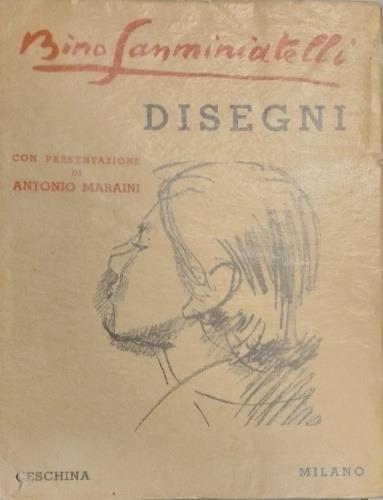 Bino Sanminiatelli
DISEGNI
CON PRESENTAZIONE
DI
ANTONIO MARAINI
CESCHINA MILANO